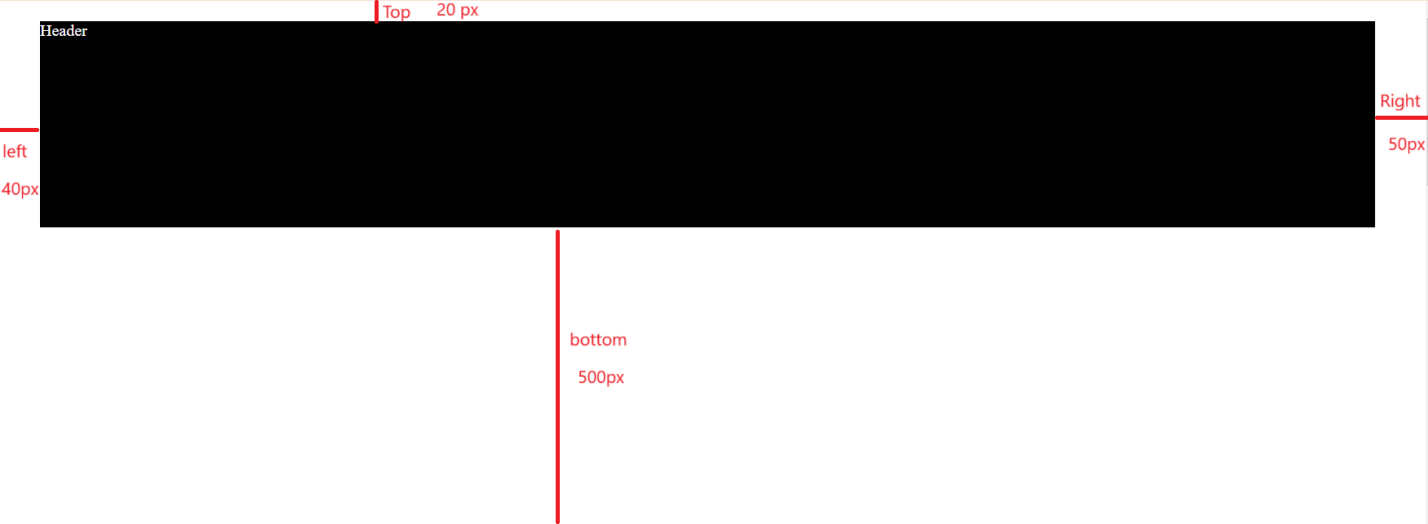 Top 20 px
Header
Right
50px
left
40px
bottom
500px